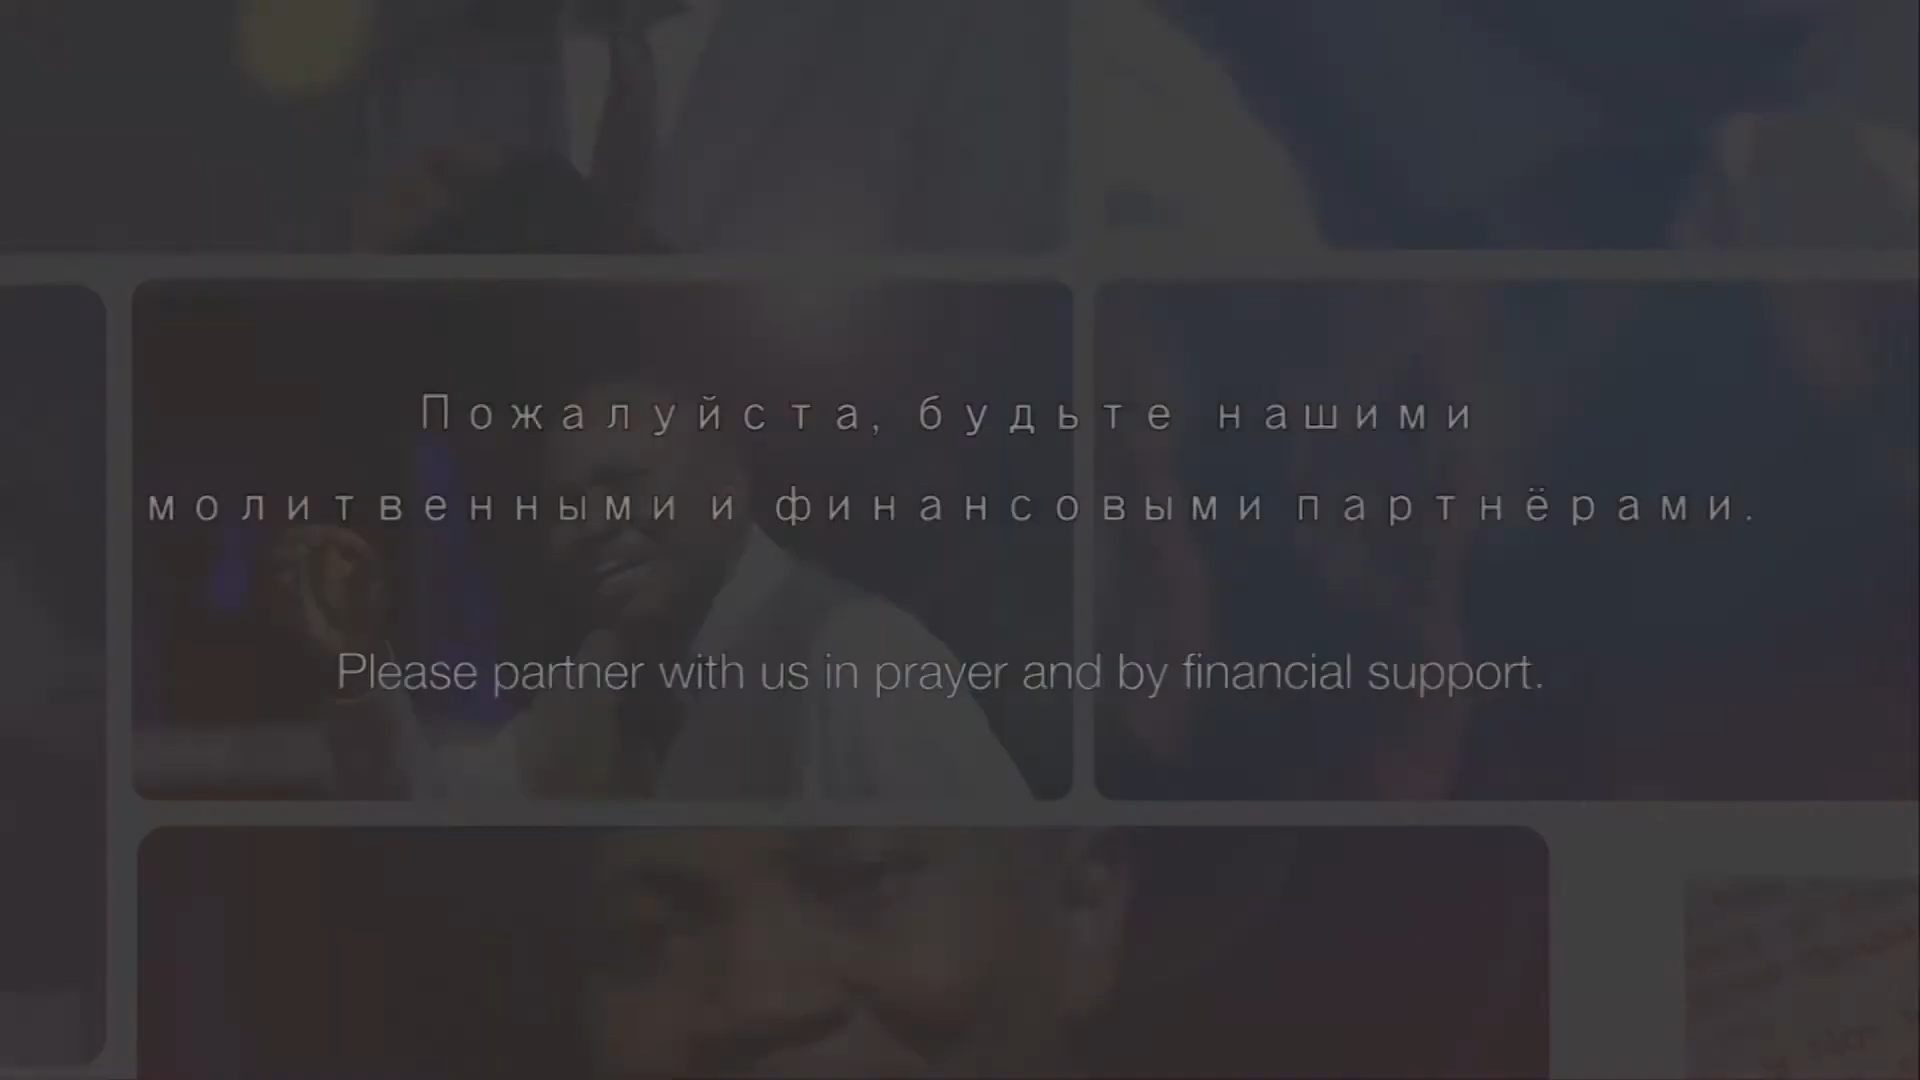 Пожалуйста, будьте нашими
молитвенными и финансовыми партнёрами.
Please partner with us in prayer and by financial support.